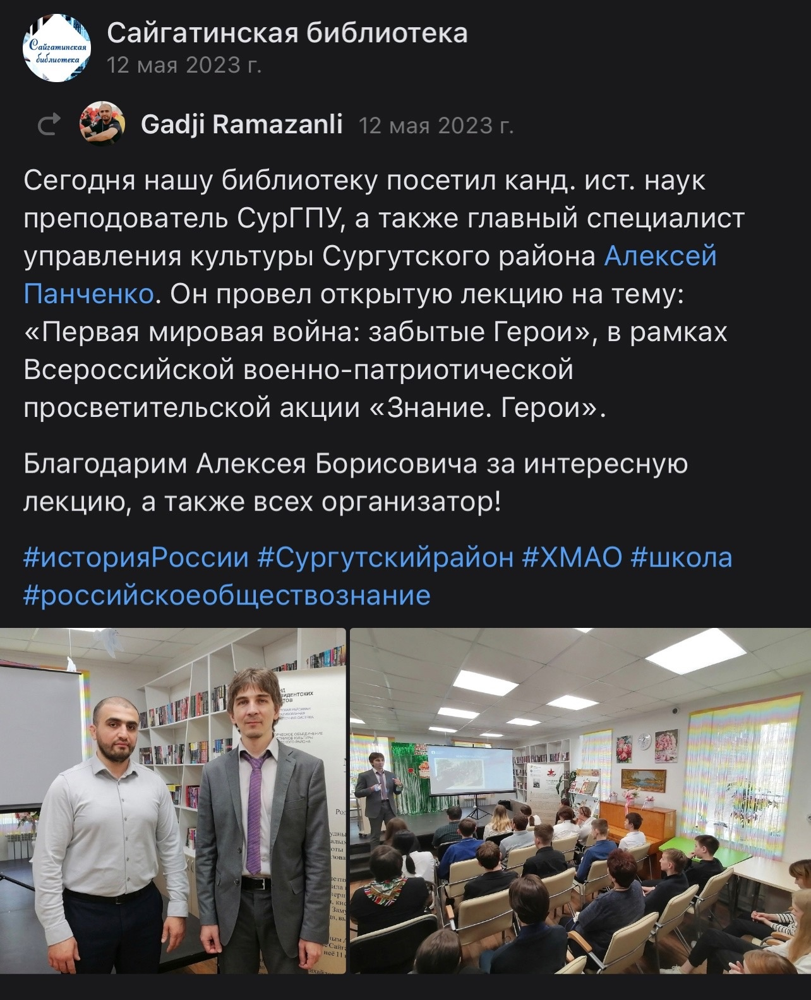 Сайгатинская
библиотека
Сайгатинская библиотека
12 мая 2023 г.
Gadji Ramazanli 12 мая 2023 г.
Сегодня нашу библиотеку посетил канд. ист. наук
преподователь СурГПУ, а также главный специалист
управления культуры Сургутского района Алексей
Панченко. Он провел открытую лекцию на тему:
«Первая мировая война: забытые Герои», в рамках
Всероссийской военно-патриотической
просветительской акции «Знание. Герои».
Благодарим Алексея Борисовича за интересную
лекцию, а также всех организатор!
#историяРоссии #Сургутскийрайон #ХМАО #школа
#российскоеобществознание